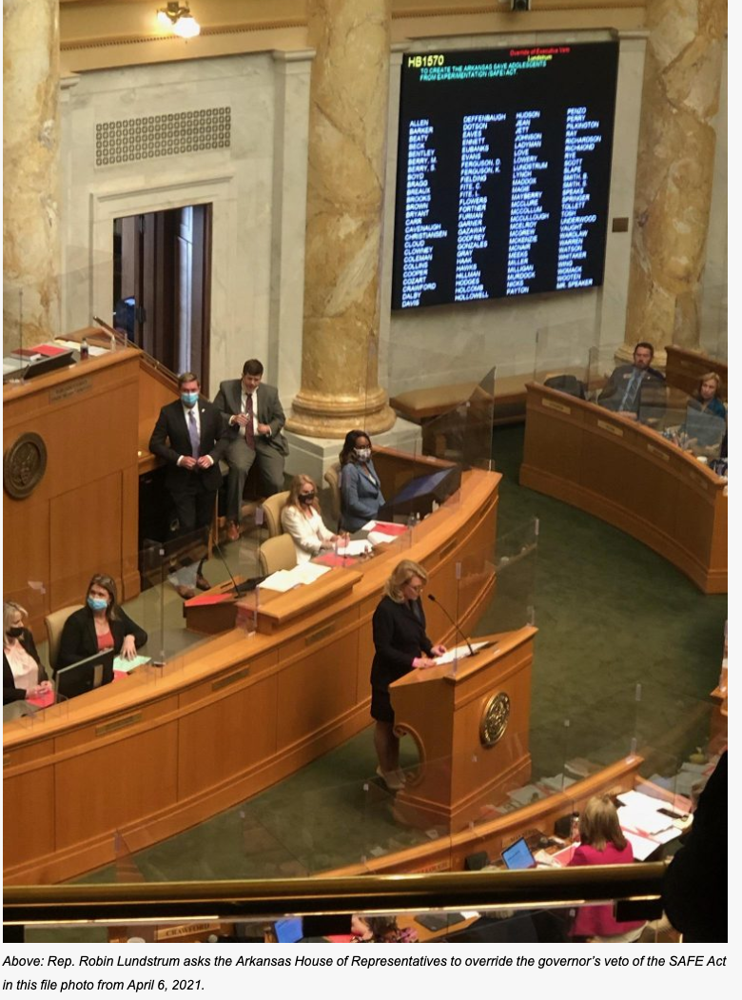 HB1570
Override of Executive Veto
Lundstrum
TO CREATE THE ARKANSAS SAVE ADOLESCENTS
FROM EXPERIMENTATION (SAFE) ACT.
ALLEN
BARKER
BEATY
BECK
BENTLEY
BERRY, M.
BERRY, S.
BOYD
BRAGG
BREAUX
BROOKS
BROWN
BRYANT
CARR
CAVENAUGH
CHRISTIANSEN
CLOUD
CLOWNEY
COLEMAN
COLLINS
COOPER
COZART
CRAWFORD
DALBY
DAVIS
DEFFENBAUGH
DOTSON
EAVES
ENNETT
EUBANKS
EVANS
FERGUSON, D.
FERGUSON, K.
FIELDING
FITE, C.
FITE, L.
FLOWERS
FORTNER
FURMAN
GARNER
GAZAWAY
GODFREY
GONZALES
GRAY
HAAK
HAWKS
HILLMAN
HODGES
HOLCOMB
HOLLOWELL
HUDSON
JEAN
JETT
JOHNSON
LADYMAN
LOVE
LOWERY
LUNDSTRUM
LYNCH
MADDOX
MAGIE
MAYBERRY
MCCLURE
MCCOLLUM
MCCULLOUGH
MCELROY
MCGREW
MCKENZIE
MCNAIR
MEEKS
MILLER
MILLIGAN
MURDOCK
NICKS
PAYTON
PENZO
PERRY
PILKINGTON
RAY
RICHARDSON
RICHMOND
RYE
SCOTT
SLAPE
SMITH, B.
SMITH, S.
SPEAKS
SPRINGER
TOLLETT
TOSH
UNDERWOOD
VAUGHT
WARDLAW
WARREN
WATSON
WHITAKER
WING
WOMACK
WOOTEN
MR. SPEAKER
CRAWFORD
Above: Rep. Robin Lundstrum asks the Arkansas House of Representatives to override the governor's veto of the SAFE Act
in this file photo from April 6, 2021.